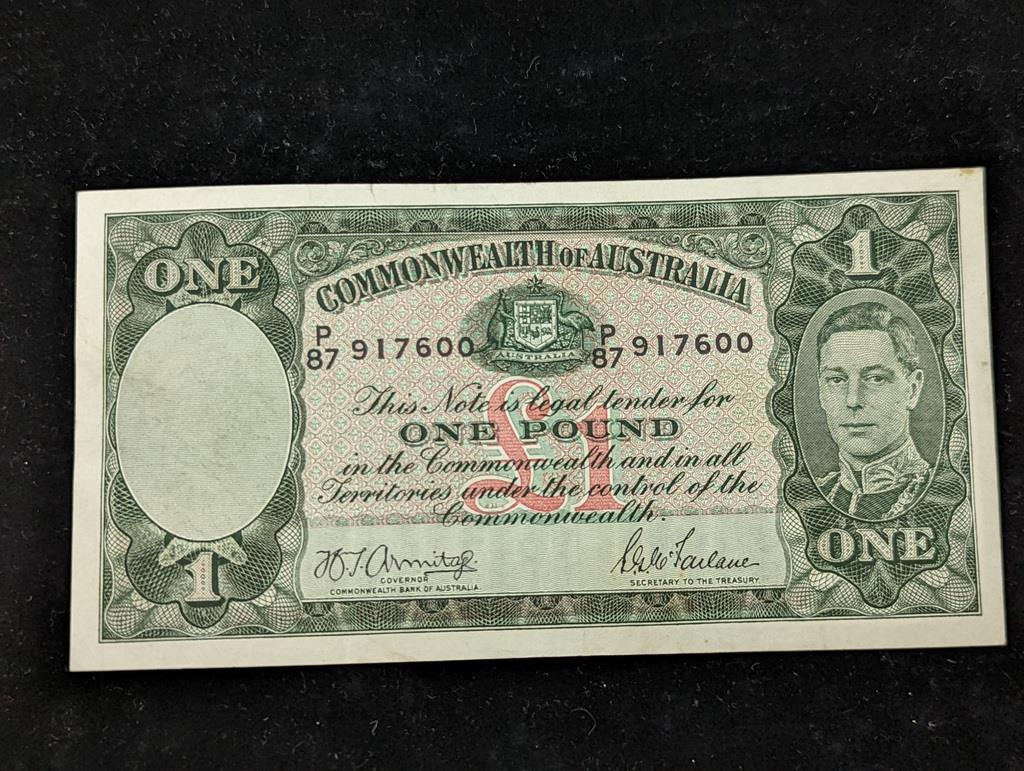 ONE
COMMONWEALTH OF AUSTRALIA
1
P
87 917600
AUSTRALIA
P
87 917600
This Note is legal tender for
ONE POUND
£1
in the Commonwealth and in all
Territories under the control of the
Commonwealth.
1
H.T. Armitage.
GOVERNOR
COMMONWEALTH BANK OF AUSTRALIA.
S.G. McFarlane
SECRETARY TO THE TREASURY.
ONE